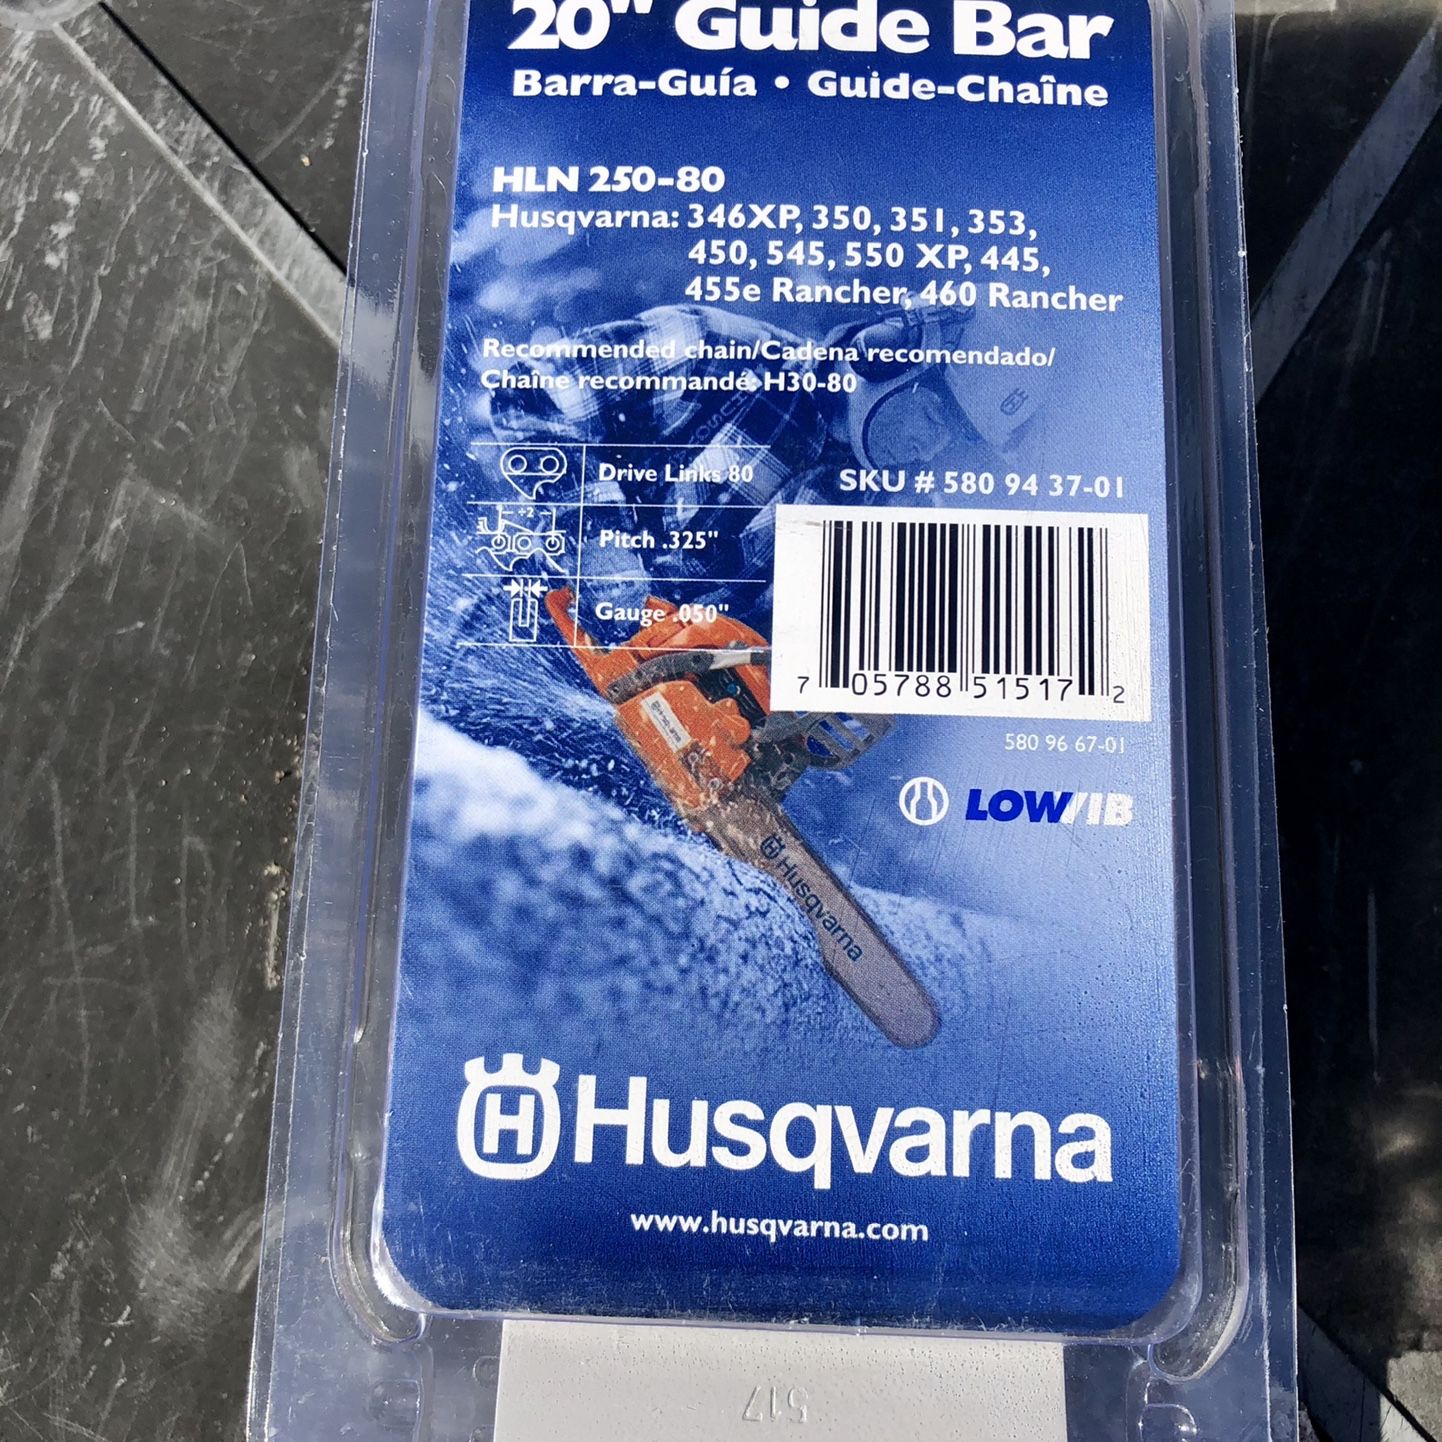 20" Guide Bar
Barra-Guía • Guide-Chaîne
HLN 250-80
Husqvarna: 346XP, 350, 351, 353,
450, 545, 550 XP, 445,
455e Rancher, 460 Rancher
Recommended chain/Cadena recomendado/
Chaîne recommandé: H30-80
Drive Links 80
÷2
Pitch .325"
Gauge .050"
SKU # 580 94 37-01
7 05788 51517 2
580 96 67-01
LOWVIB
Husqvarna
H Husqvarna
www.husqvarna.com
517